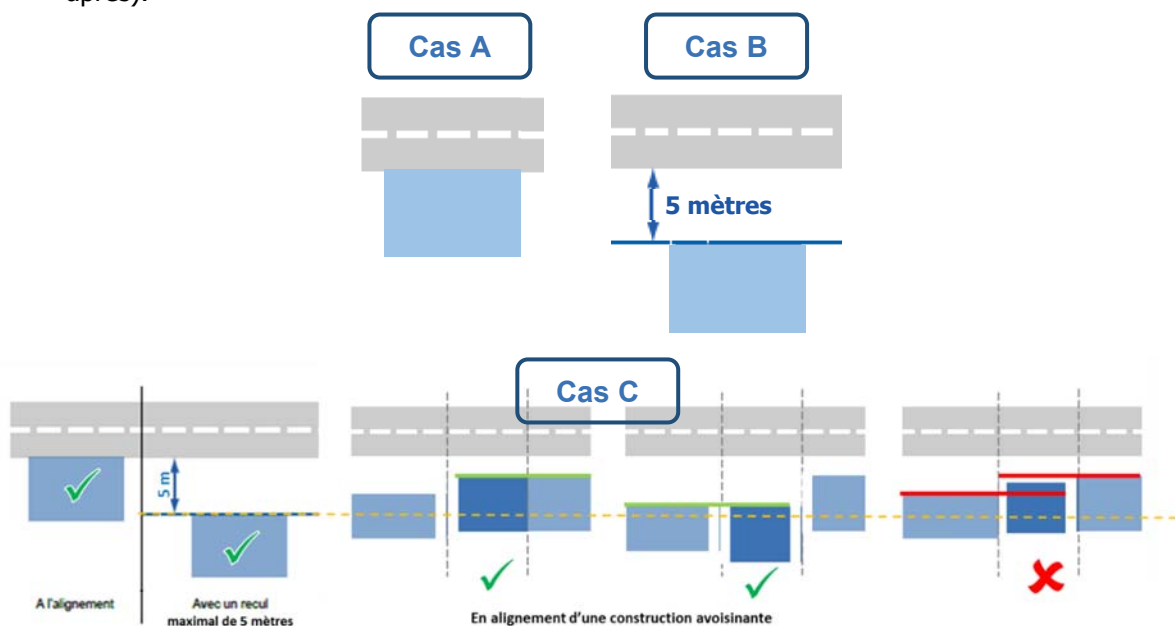 après).
Cas A
Cas B
5 mètres
Cas C
5 m
A l'alignement
Avec un recul
maximal de 5 mètres
En alignement d'une construction avoisinante